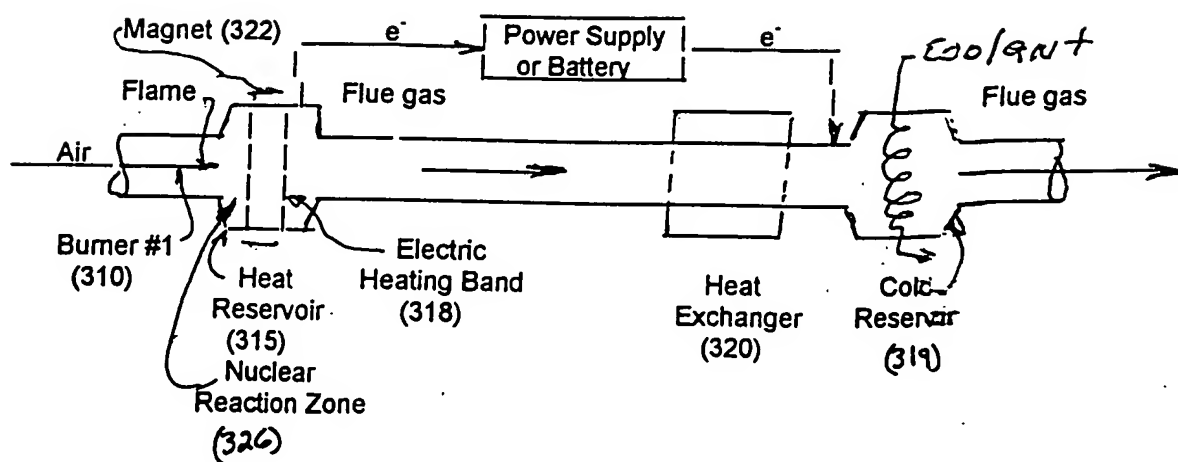 Magnet (322)
e-
Power Supply
or Battery
e-
Coolant
Flame
Flue gas
Flue gas
Air
Burner #1
(310)
Heat
Reservoir
(315)
Electric
Heating Band
(318)
Heat
Exchanger
(320)
Cold
Reservoir
(319)
Nuclear
Reaction Zone
(326)